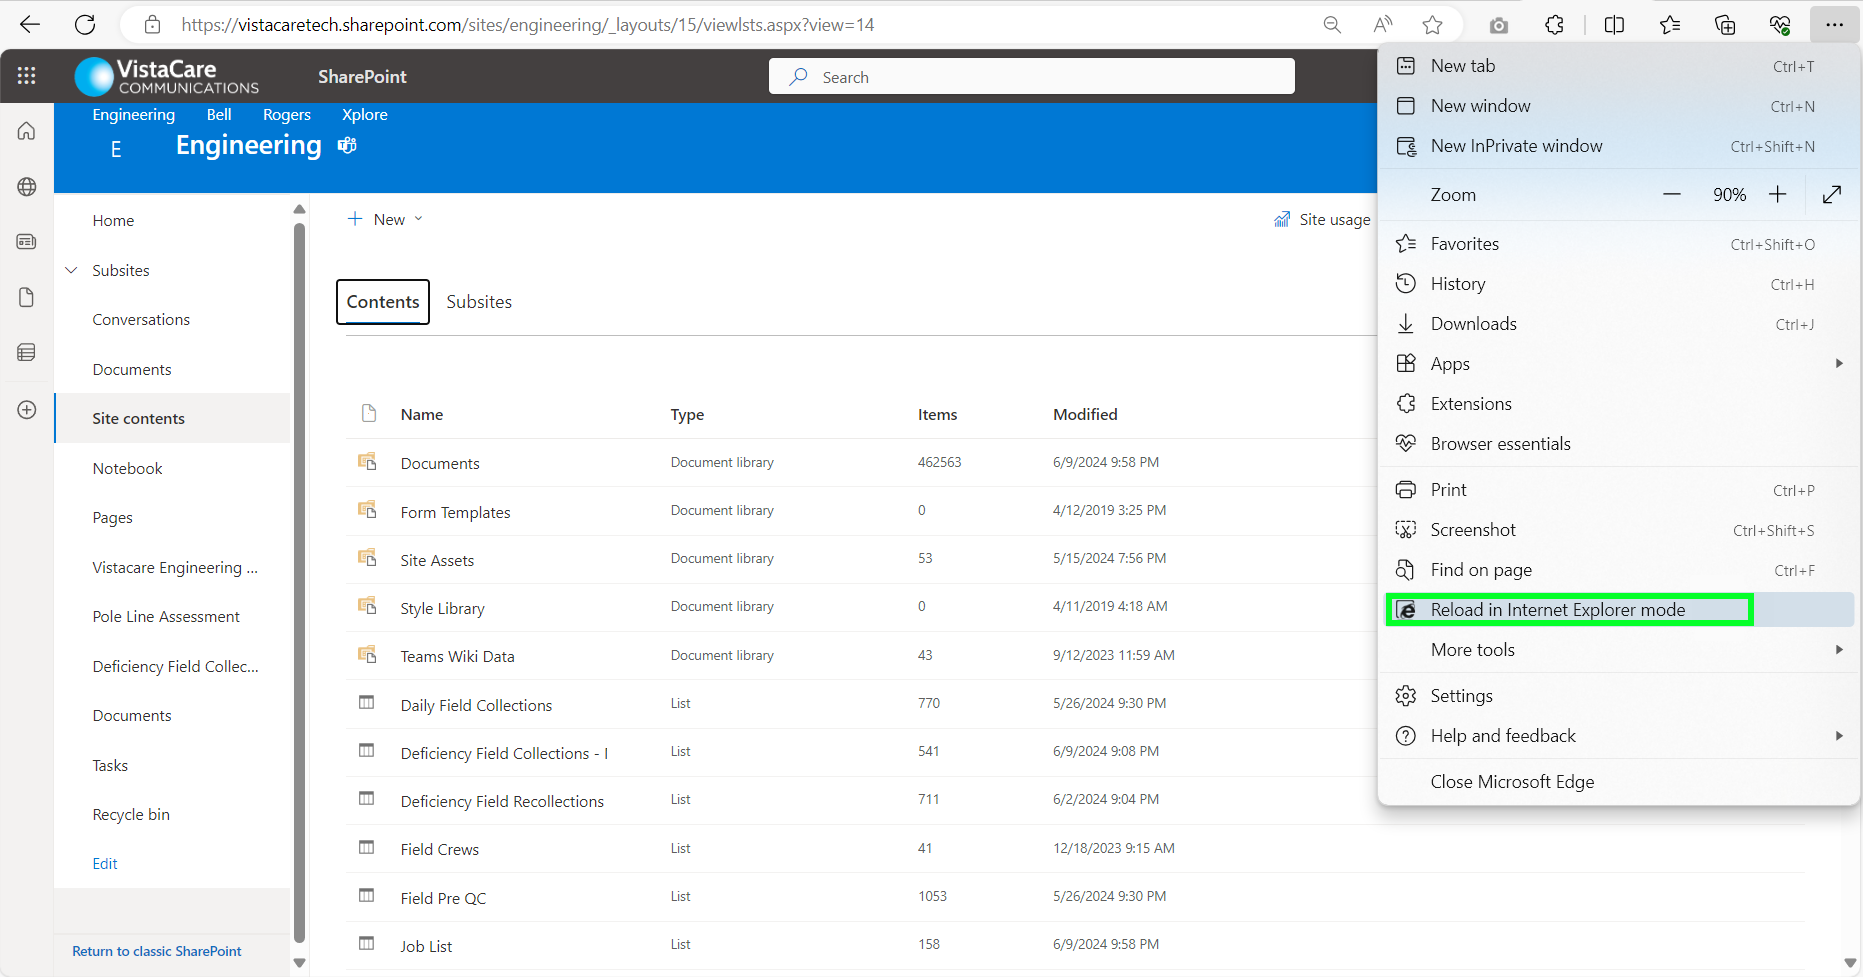 https://vistacaretech.sharepoint.com/sites/engineering/_layouts/15/viewlsts.aspx?view=14
VistaCare
COMMUNICATIONS
SharePoint
Search
Engineering Bell Rogers Xplore
E Engineering
Home
Subsites
Conversations
Documents
Site contents
Notebook
Pages
Vistacare Engineering ...
Pole Line Assessment
Deficiency Field Collec...
Documents
Tasks
Recycle bin
Edit
Return to classic SharePoint
New
Site usage
Contents Subsites
Name Type Items Modified
Documents Document library 462563 6/9/2024 9:58 PM
Form Templates Document library 0 4/12/2019 3:25 PM
Site Assets Document library 53 5/15/2024 7:56 PM
Style Library Document library 0 4/11/2019 4:18 AM
Teams Wiki Data Document library 43 9/12/2023 11:59 AM
Daily Field Collections List 770 5/26/2024 9:30 PM
Deficiency Field Collections - I List 541 6/9/2024 9:08 PM
Deficiency Field Recollections List 711 6/2/2024 9:04 PM
Field Crews List 41 12/18/2023 9:15 AM
Field Pre QC List 1053 5/26/2024 9:30 PM
Job List List 158 6/9/2024 9:58 PM
New tab Ctrl+T
New window Ctrl+N
New InPrivate window Ctrl+Shift+N
Zoom 90%
Favorites Ctrl+Shift+O
History Ctrl+H
Downloads Ctrl+J
Apps
Extensions
Browser essentials
Print Ctrl+P
Screenshot Ctrl+Shift+S
Find on page Ctrl+F
Reload in Internet Explorer mode
More tools
Settings
Help and feedback
Close Microsoft Edge